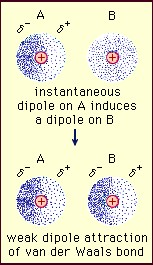 A B
δ⁻ δ⁺
+ +
instantaneous
dipole on A induces
a dipole on B
A B
δ⁻ δ⁺ δ⁻ δ⁺
+ +
weak dipole attraction
of van der Waals bond